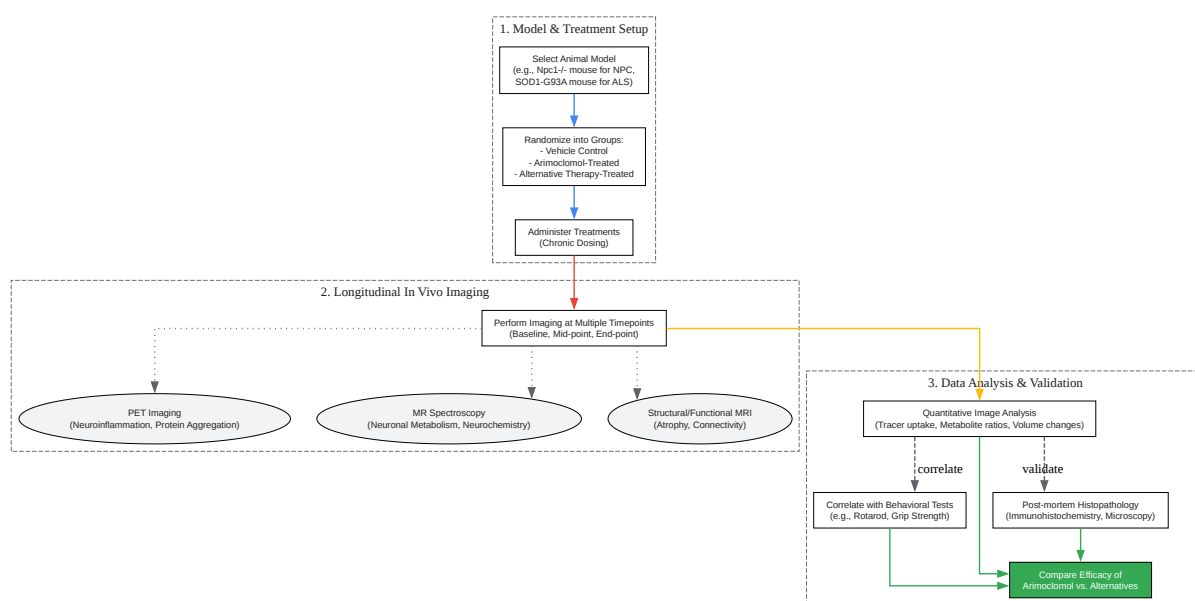 1. Model & Treatment Setup
Select Animal Model
(e.g., Npc1-/- mouse for NPC,
SOD1-G93A mouse for ALS)
Randomize into Groups:
- Vehicle Control
- Arimoclomol-Treated
- Alternative Therapy-Treated
Administer Treatments
(Chronic Dosing)
2. Longitudinal In Vivo Imaging
Perform Imaging at Multiple Timepoints
(Baseline, Mid-point, End-point)
PET Imaging
(Neuroinflammation, Protein Aggregation)
MR Spectroscopy
(Neuronal Metabolism, Neurochemistry)
Structural/Functional MRI
(Atrophy, Connectivity)
3. Data Analysis & Validation
Quantitative Image Analysis
(Tracer uptake, Metabolite ratios, Volume changes)
correlate
validate
Correlate with Behavioral Tests
(e.g., Rotarod, Grip Strength)
Post-mortem Histopathology
(Immunohistochemistry, Microscopy)
Compare Efficacy of
Arimoclomol vs. Alternatives